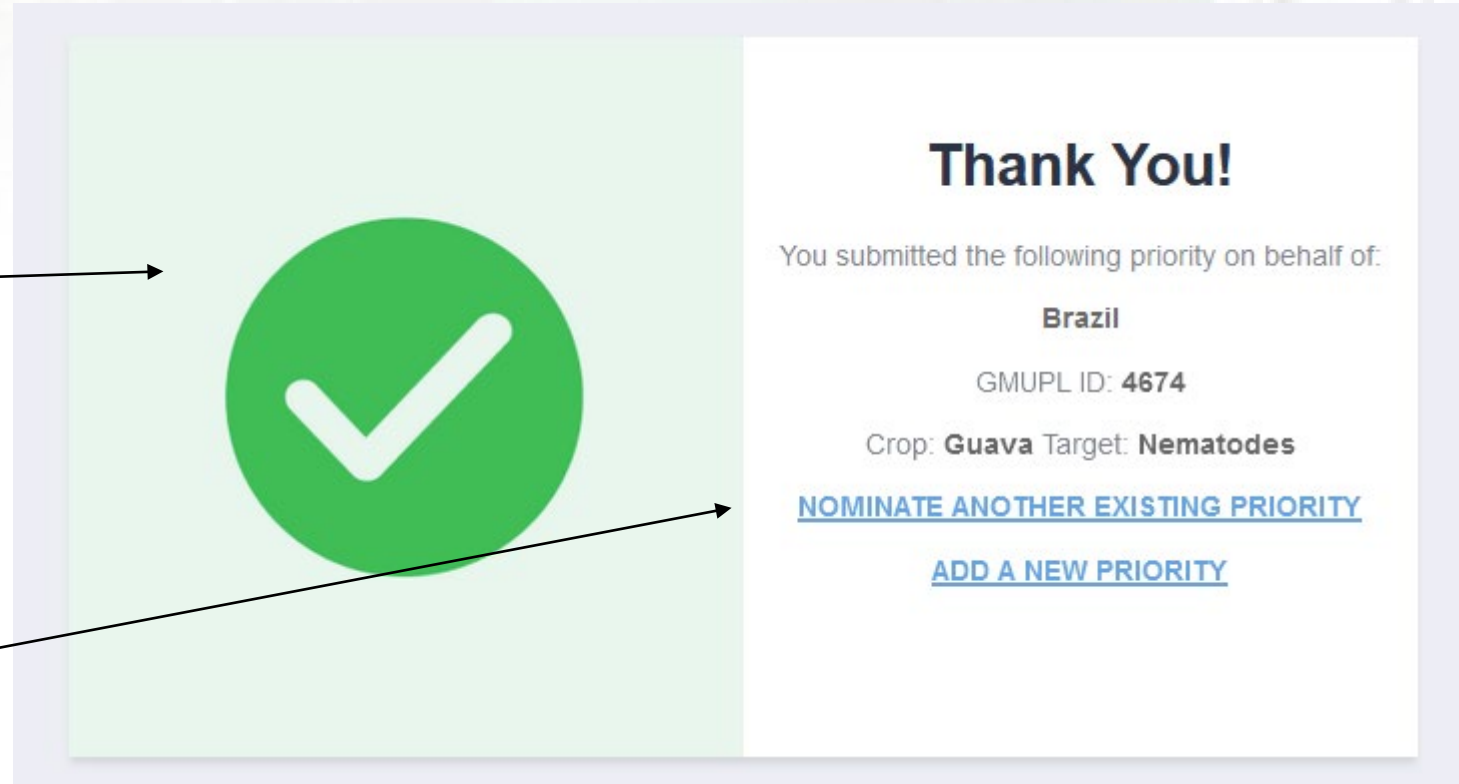 Thank You!
You submitted the following priority on behalf of:
Brazil
GMUPL ID: 4674
Crop: Guava Target: Nematodes
NOMINATE ANOTHER EXISTING PRIORITY
ADD A NEW PRIORITY